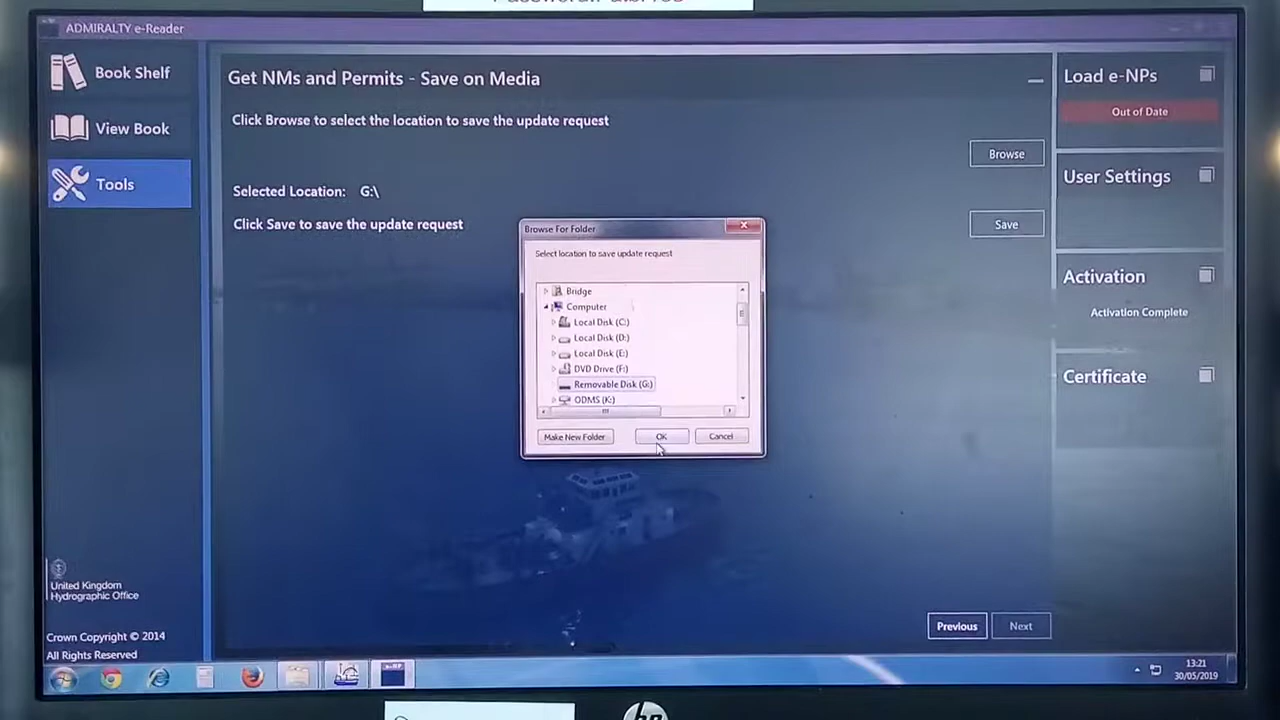 ADMIRALTY e-Reader
Book Shelf
View Book
Tools
Get NMs and Permits - Save on Media
Click Browse to select the location to save the update request
Browse
Selected Location: G:\
Click Save to save the update request
Save
Browse For Folder
Select location to save update request
Bridge
Computer
Local Disk (C:)
Local Disk (D:)
Local Disk (E:)
DVD Drive (F:)
Removable Disk (G:)
ODMS (K:)
Make New Folder
OK
Cancel
Load e-NPs
Out of Date
User Settings
Activation
Activation Complete
Certificate
United Kingdom
Hydrographic Office
Crown Copyright © 2014
All Rights Reserved
Previous
Next
13:21
30/05/2019
hp